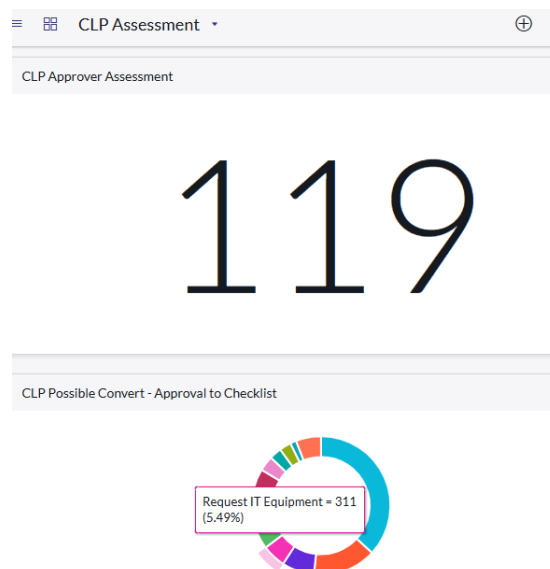 CLP Assessment
CLP Approver Assessment
119
CLP Possible Convert - Approval to Checklist
Request IT Equipment = 311
(5.49%)